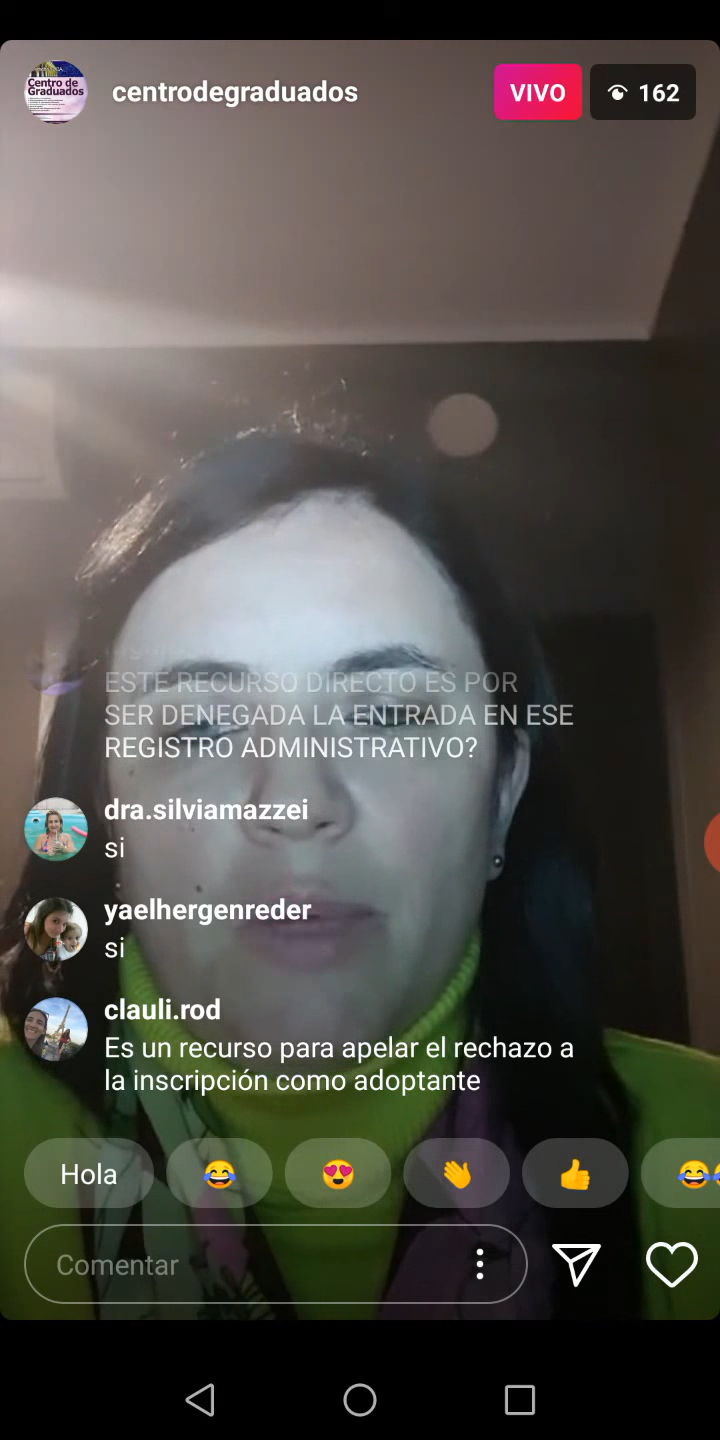 Centro de
Graduados
centrodegraduados
VIVO
162
ESTE RECURSO DIRECTO ES POR
SER DENEGADA LA ENTRADA EN ESE
REGISTRO ADMINISTRATIVO?
dra.silviamazzei
si
yaelhergenreder
si
clauli.rod
Es un recurso para apelar el rechazo a
la inscripción como adoptante
Hola
Comentar